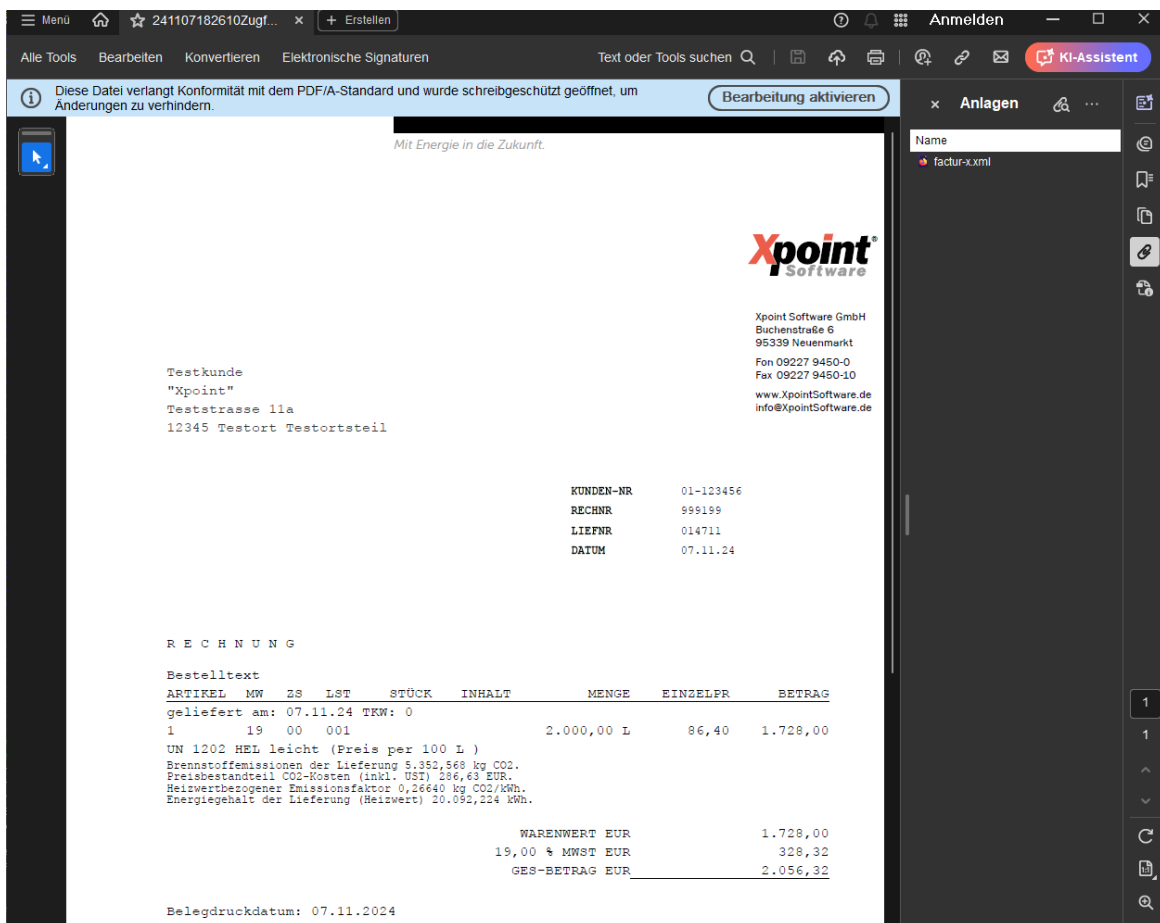 Menü
241107182610Zugf...
+ Erstellen
Anmelden
Alle Tools Bearbeiten Konvertieren Elektronische Signaturen Text oder Tools suchen KI-Assistent
Diese Datei verlangt Konformität mit dem PDF/A-Standard und wurde schreibgeschützt geöffnet, um
Änderungen zu verhindern.
Bearbeitung aktivieren
Anlagen
Name
factur-x.xml
Mit Energie in die Zukunft.
Xpoint®
Software
Xpoint Software GmbH
Buchenstraße 6
95339 Neuenmarkt
Fon 09227 9450-0
Fax 09227 9450-10
www.XpointSoftware.de
info@XpointSoftware.de
Testkunde
"Xpoint"
Teststrasse 11a
12345 Testort Testortsteil
KUNDEN-NR 01-123456
RECHNR 999199
LIEFNR 014711
DATUM 07.11.24
R E C H N U N G
Bestelltext
ARTIKEL MW ZS LST STÜCK INHALT MENGE EINZELPR BETRAG
geliefert am: 07.11.24 TKW: 0
1 19 00 001 2.000,00 L 86,40 1.728,00
UN 1202 HEL leicht (Preis per 100 L )
Brennstoffemissionen der Lieferung 5.352,568 kg CO2.
Preisbestandteil CO2-Kosten (inkl. UST) 286,63 EUR.
Heizwertbezogener Emissionsfaktor 0,26640 kg CO2/kWh.
Energiegehalt der Lieferung (Heizwert) 20.092,224 kWh.
WARENWERT EUR 1.728,00
19,00 % MWST EUR 328,32
GES-BETRAG EUR 2.056,32
Belegdruckdatum: 07.11.2024
1
1